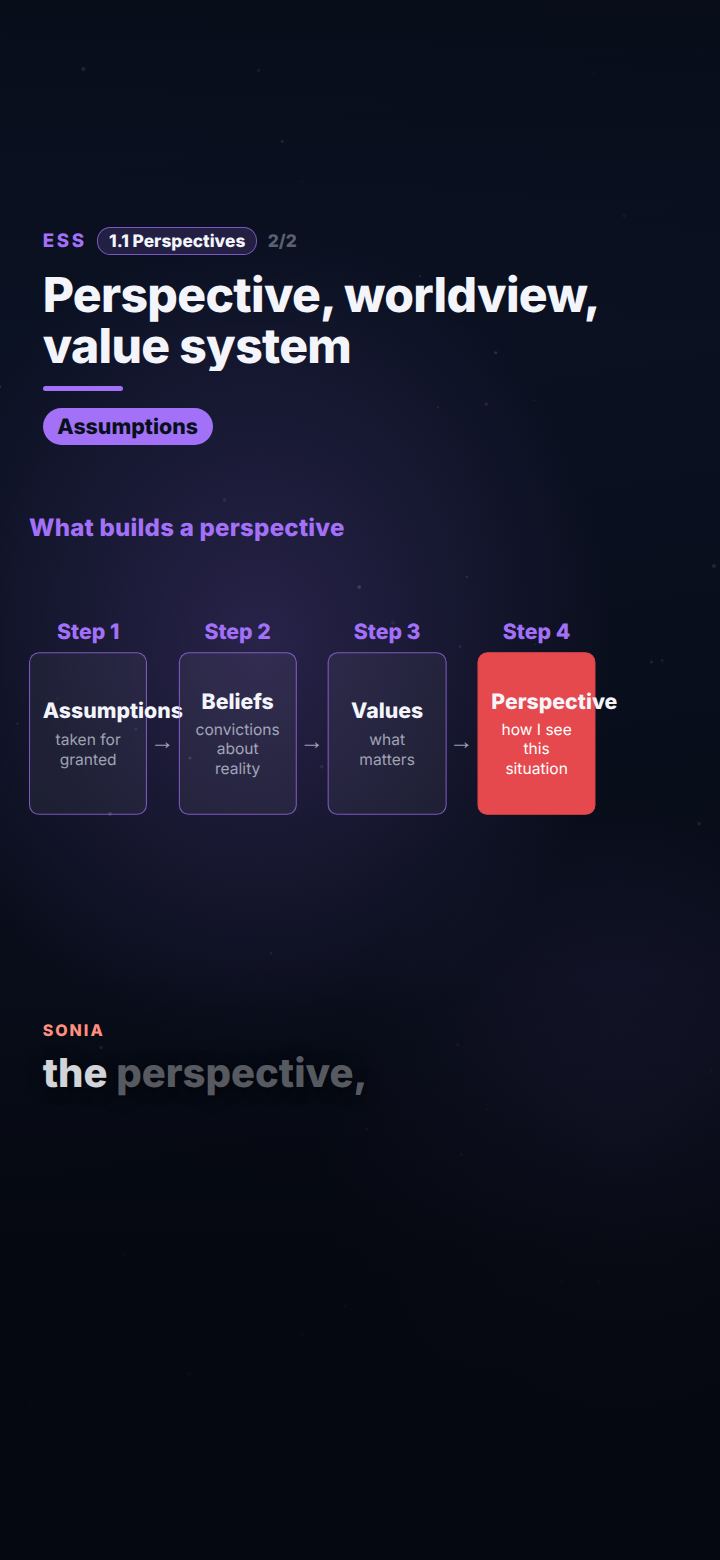 ESS 1.1 Perspectives 2/2
Perspective, worldview,
value system
Assumptions
What builds a perspective
Step 1
Assumptions
taken for
granted
→
Step 2
Beliefs
convictions
about
reality
→
Step 3
Values
what
matters
→
Step 4
Perspective
how I see
this
situation
SONIA
the perspective,